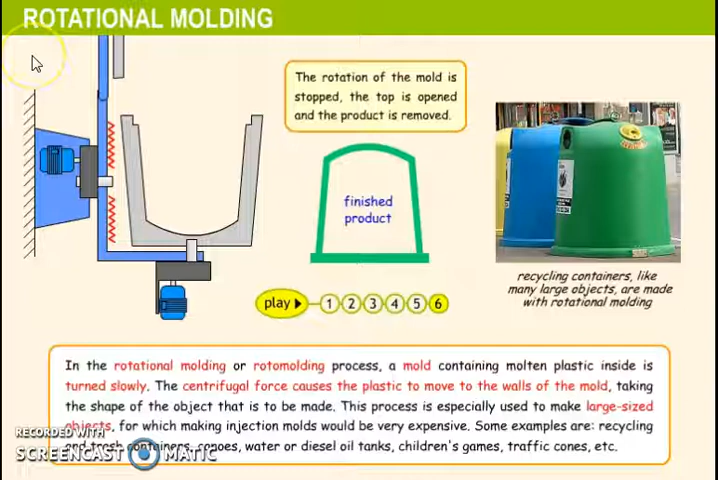 ROTATIONAL MOLDING
The rotation of the mold is
stopped, the top is opened
and the product is removed.
finished
product
recycling containers, like
many large objects, are made
with rotational molding
play 1 2 3 4 5 6
In the rotational molding or rotomolding process, a mold containing molten plastic inside is
turned slowly. The centrifugal force causes the plastic to move to the walls of the mold, taking
the shape of the object that is to be made. This process is especially used to make large-sized
objects, for which making injection molds would be very expensive. Some examples are: recycling
and trash containers, canoes, water or diesel oil tanks, children's games, traffic cones, etc.
RECORDED WITH
SCREENCAST MATIC